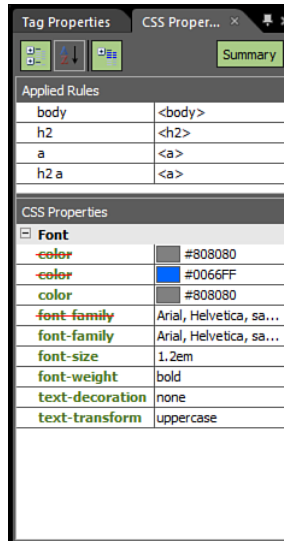 Tag Properties CSS Proper... ×
Summary
Applied Rules
body <body>
h2 <h2>
a <a>
h2 a <a>
CSS Properties
Font
color #808080
color #0066FF
color #808080
font-family Arial, Helvetica, sa...
font-family Arial, Helvetica, sa...
font-size 1.2em
font-weight bold
text-decoration none
text-transform uppercase